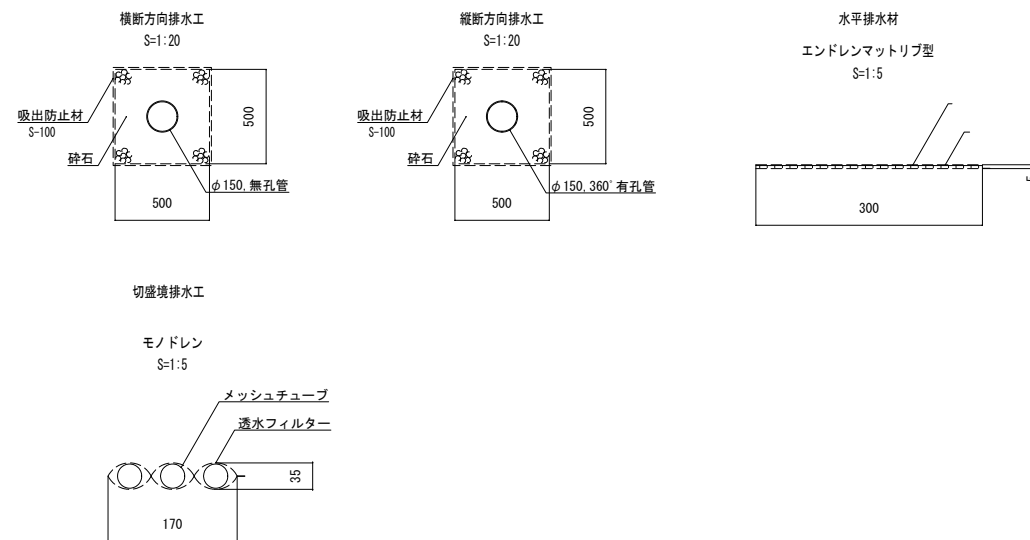 横断方向排水工
S=1:20
吸出防止材
S-100
砕石
500
φ150,無孔管
500
縦断方向排水工
S=1:20
吸出防止材
S-100
砕石
500
φ150,360°有孔管
500
水平排水材
エンドレンマットリブ型
S=1:5
300
切盛境排水工
モノドレン
S=1:5
メッシュチューブ
透水フィルター
35
170